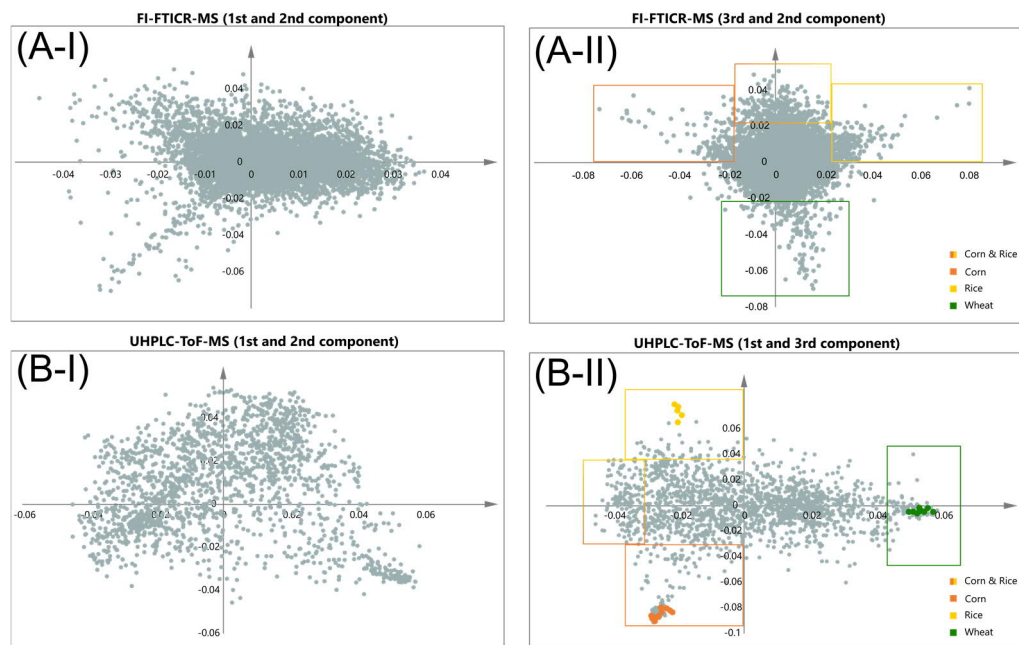 FI-FTICR-MS (1st and 2nd component)
(A-I)
0.04
0.02
0
-0.04 -0.03 -0.02 -0.01 0.01 0.02 0.03 0.04
-0.02
-0.04
-0.06
FI-FTICR-MS (3rd and 2nd component)
(A-II)
0.04
0.02
0
-0.08 -0.06 -0.04 -0.02 0 0.02 0.04 0.06 0.08
-0.02
-0.04
-0.06
-0.08
Corn & Rice
Corn
Rice
Wheat
UHPLC-ToF-MS (1st and 2nd component)
(B-I)
0.04
0.02
0
-0.06 -0.04 -0.02 0.02 0.04 0.06
-0.02
-0.04
-0.06
UHPLC-ToF-MS (1st and 3rd component)
(B-II)
0.06
0.04
0.02
0
-0.04 -0.02 0.02 0.04 0.06
-0.02
-0.04
-0.06
-0.08
-0.1
Corn & Rice
Corn
Rice
Wheat